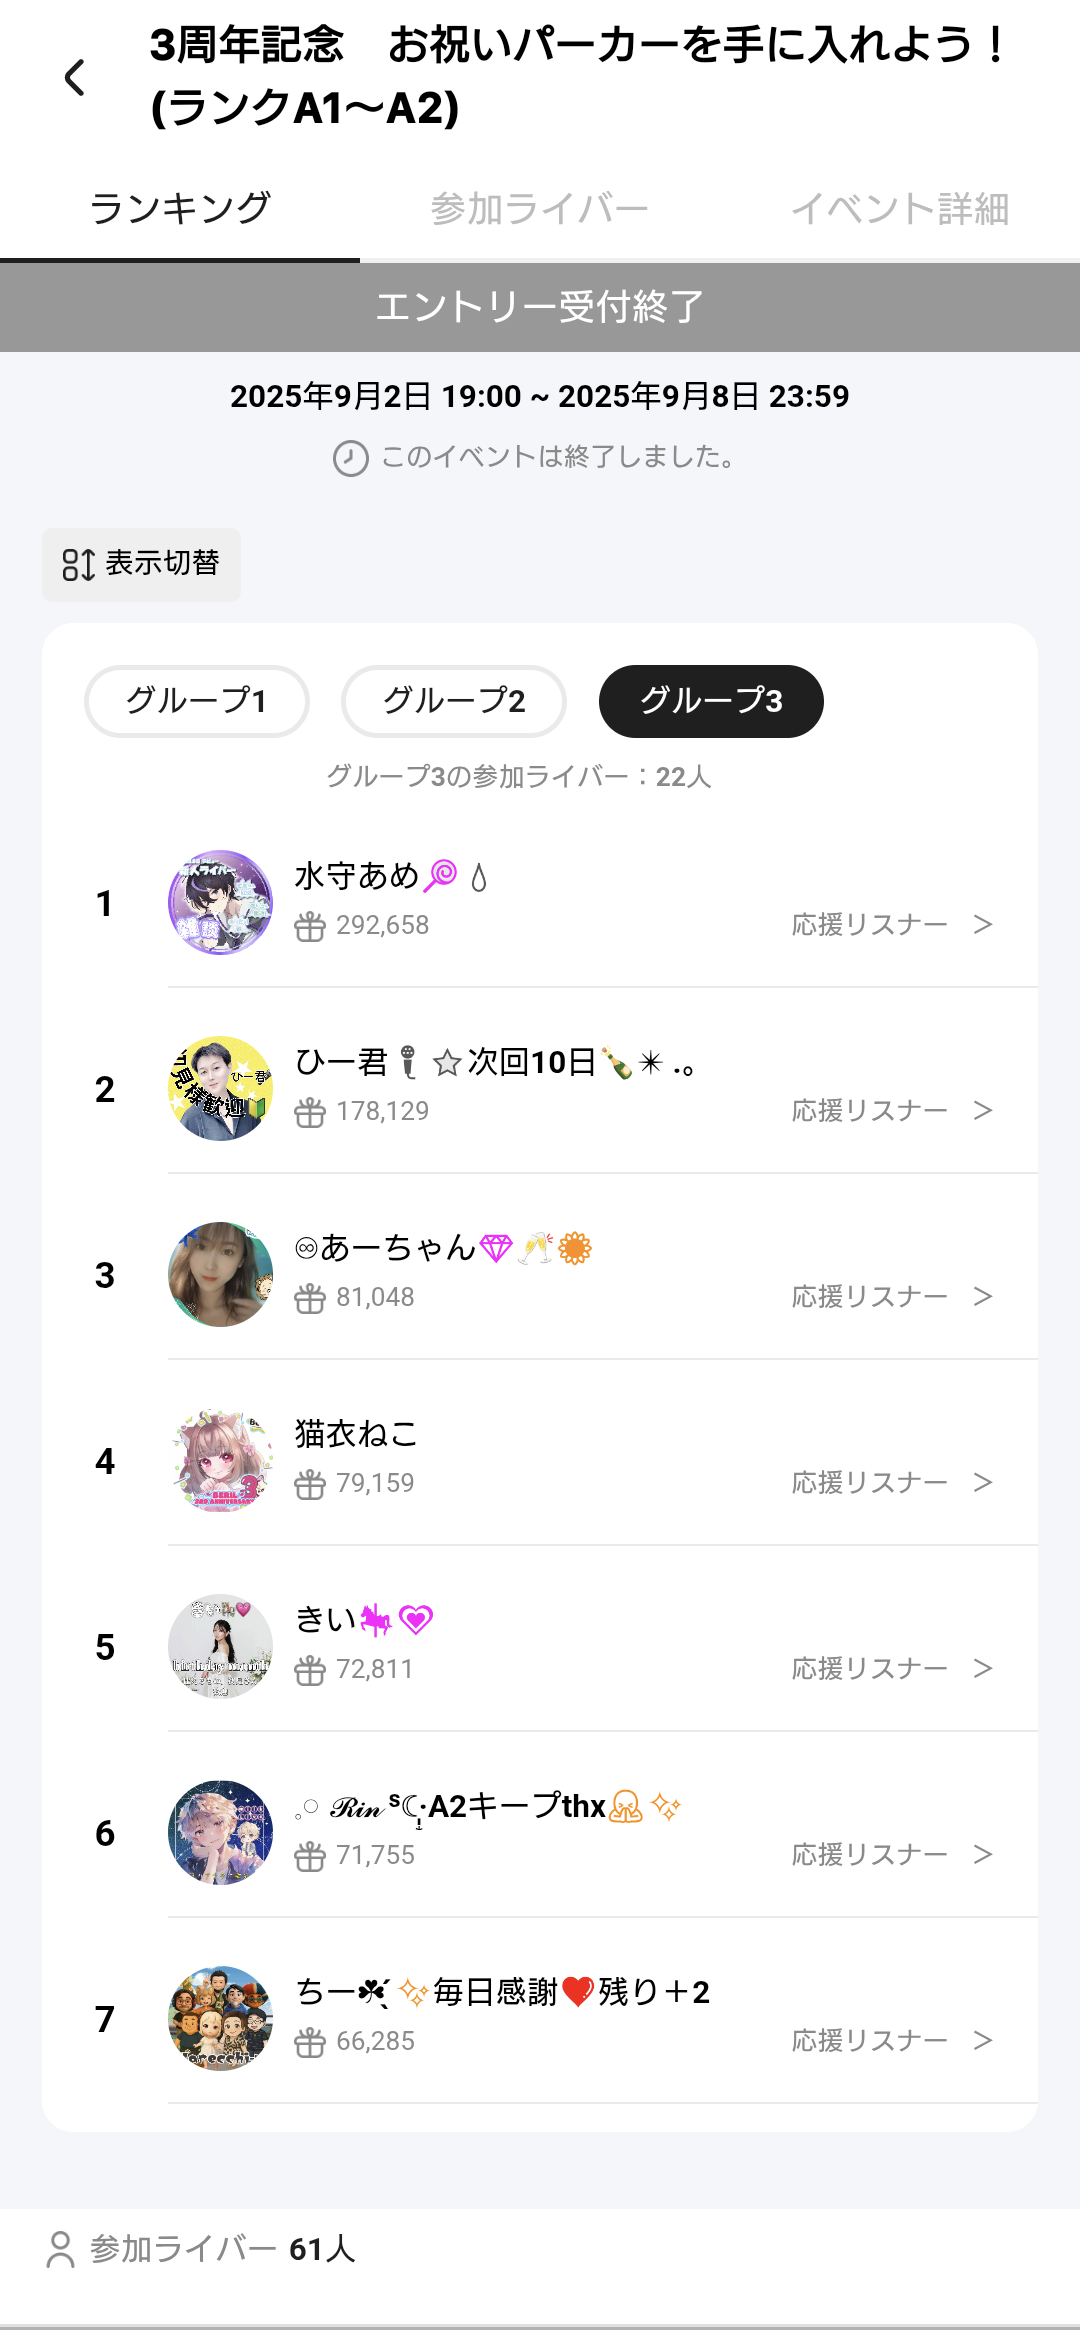 3周年記念　お祝いパーカーを手に入れよう！
(ランクA1〜A2)
ランキング
参加ライバー
イベント詳細
エントリー受付終了
2025年9月2日 19:00 ~ 2025年9月8日 23:59
このイベントは終了しました。
表示切替
グループ1
グループ2
グループ3
グループ3の参加ライバー：22人
1
水守あめ🍭💧
292,658
応援リスナー >
2
ひー君🎤☆次回10日🍾✴︎.。
178,129
応援リスナー >
3
♾あーちゃん💎🥂🌼
81,048
応援リスナー >
4
猫衣ねこ
79,159
応援リスナー >
5
きい🎠💗
72,811
応援リスナー >
6
𓈒𓏸 𝓡𝓲𝓷 ˢ☾·̩͙A2キープthx🙇✨
71,755
応援リスナー >
7
ちー☘︎ ̖́✨毎日感謝❤️残り＋2
66,285
応援リスナー >
参加ライバー 61人